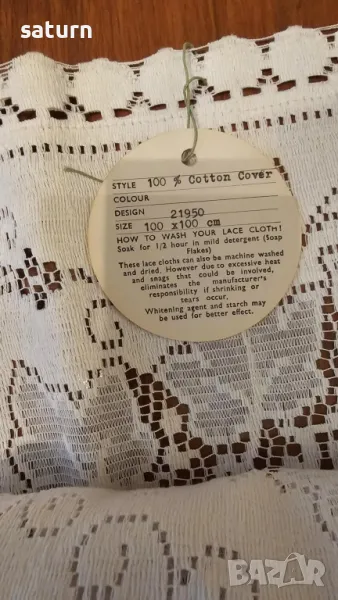 saturn
STYLE 100 % Cotton Cover
COLOUR
DESIGN 21950
SIZE 100 x100 cm
HOW TO WASH YOUR LACE CLOTH!
Soak for 1/2 hour in mild detergent (Soap
Flakes)
These lace cloths can also be machine washed
and dried. However due to excessive heat
and snags that could be involved,
eliminates the manufacturer's
responsibility if shrinking or
tears occur.
Whitening agent and starch may
be used for better effect.
BAZAR